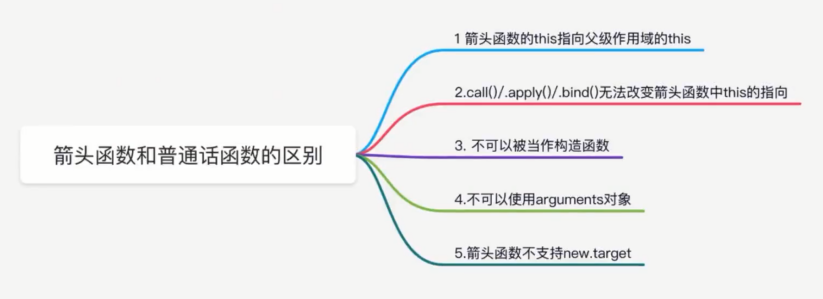 箭头函数和普通话函数的区别
1 箭头函数的this指向父级作用域的this
2.call()/.apply()/.bind()无法改变箭头函数中this的指向
3. 不可以被当作构造函数
4.不可以使用arguments对象
5.箭头函数不支持new.target